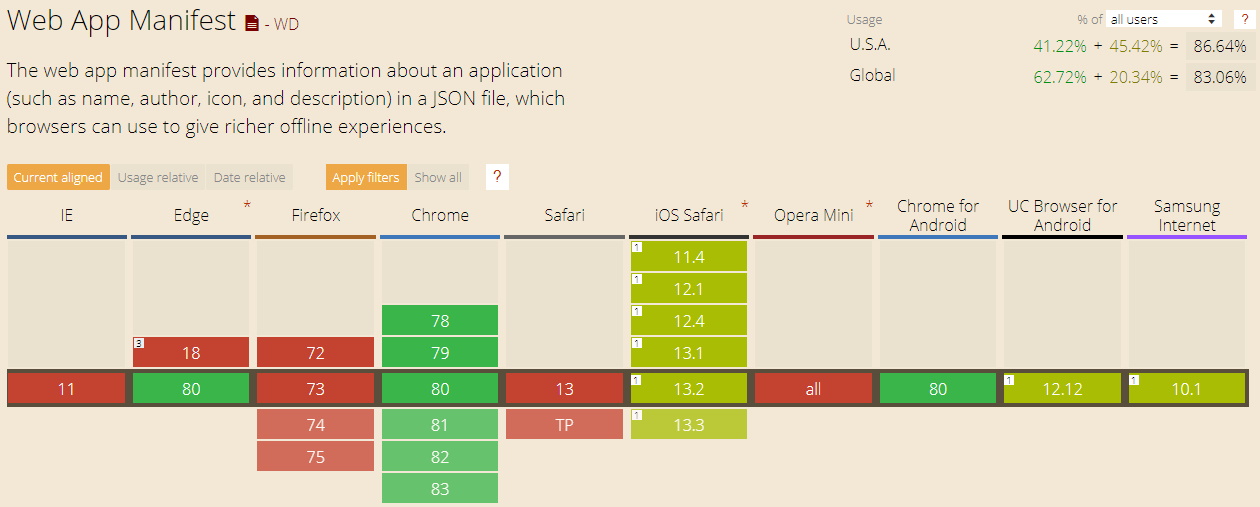 Web App Manifest - WD
Usage % of all users ?
U.S.A. 41.22% + 45.42% = 86.64%
Global 62.72% + 20.34% = 83.06%
The web app manifest provides information about an application
(such as name, author, icon, and description) in a JSON file, which
browsers can use to give richer offline experiences.
Current aligned Usage relative Date relative Apply filters Show all ?
IE Edge * Firefox Chrome Safari iOS Safari * Opera Mini * Chrome for Android UC Browser for Android Samsung Internet
1 11.4
1 12.1
78 1 12.4
3 18 72 79 1 13.1
11 80 73 80 13 1 13.2 all 80 1 12.12 1 10.1
74 81 TP 1 13.3
75 82
83